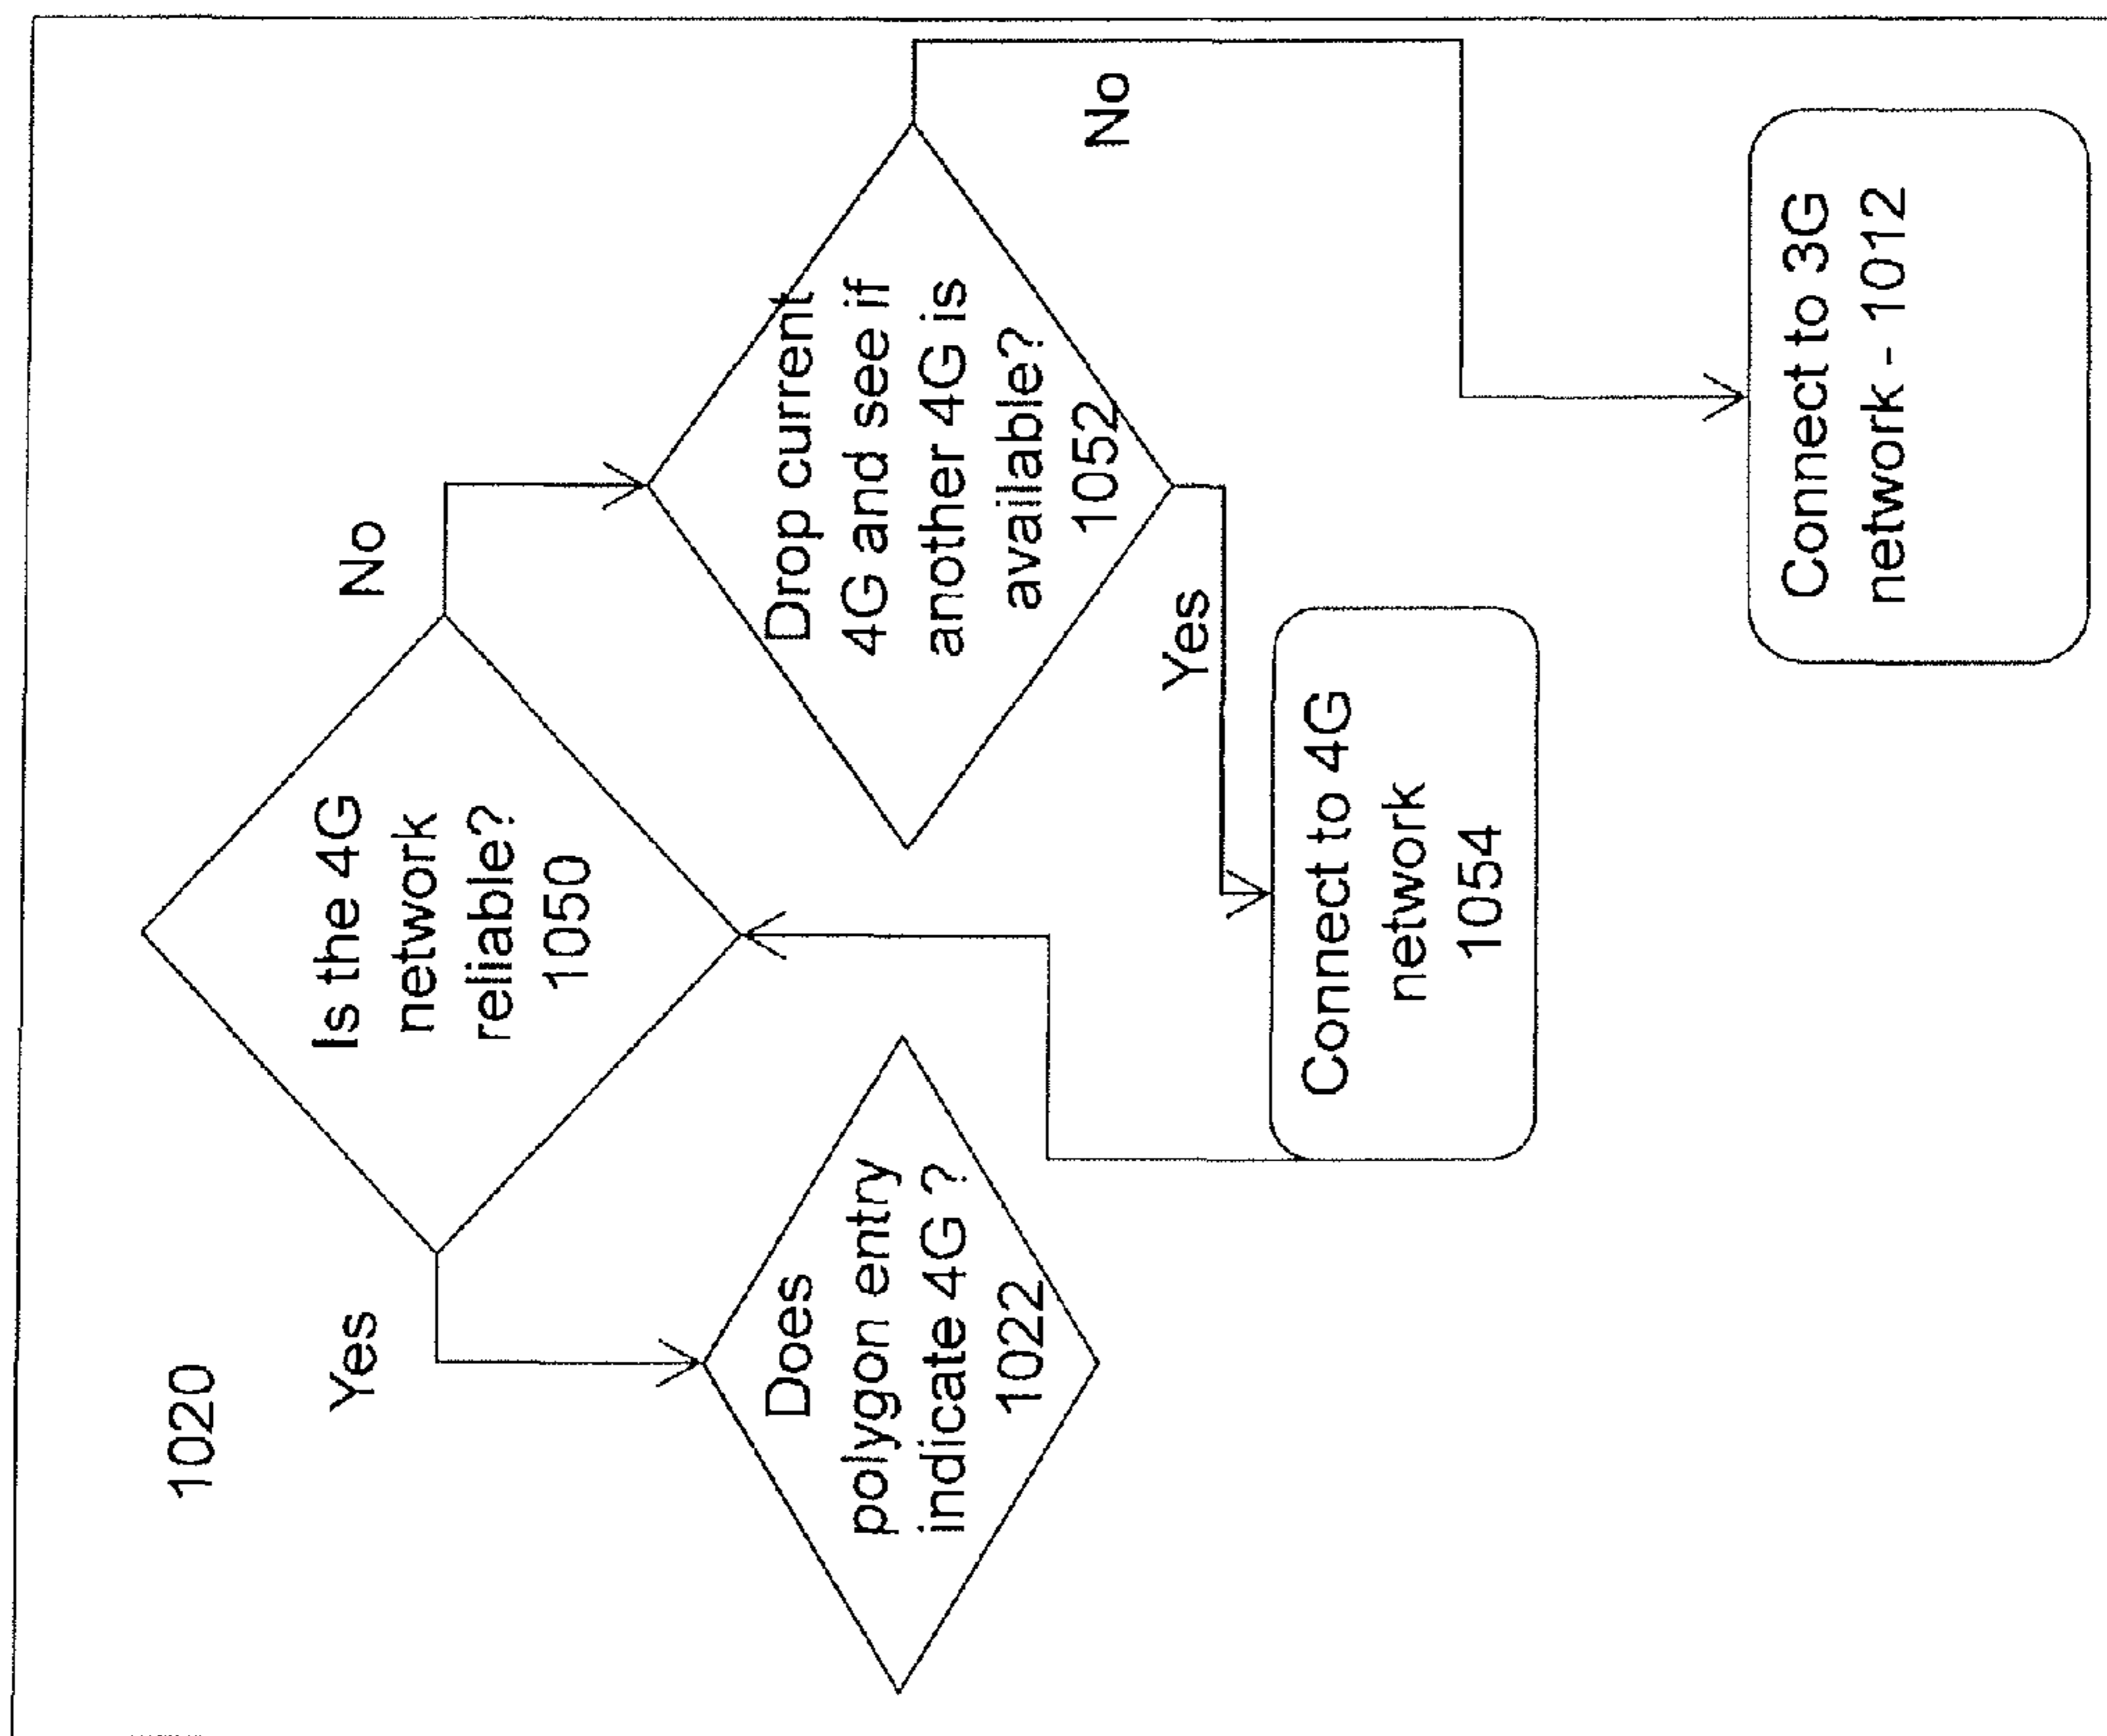 1020
Yes
No
Is the 4G
network
reliable?
1050
Does
polygon entry
indicate 4G ?
1022
Drop current
4G and see if
another 4G is
available?
1052
No
Yes
Connect to 4G
network
1054
Connect to 3G
network - 1012